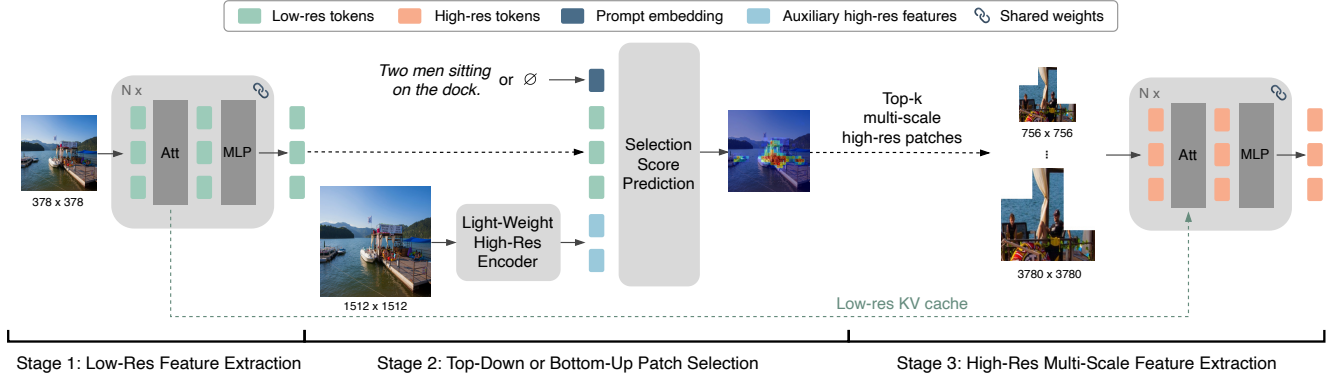 Low-res tokens
High-res tokens
Prompt embedding
Auxiliary high-res features
Shared weights
N x
Att
MLP
378 x 378
Two men sitting
on the dock.
or ∅
1512 x 1512
Light-Weight
High-Res
Encoder
Selection
Score
Prediction
Top-k
multi-scale
high-res patches
756 x 756
...
3780 x 3780
N x
Att
MLP
Low-res KV cache
Stage 1: Low-Res Feature Extraction
Stage 2: Top-Down or Bottom-Up Patch Selection
Stage 3: High-Res Multi-Scale Feature Extraction